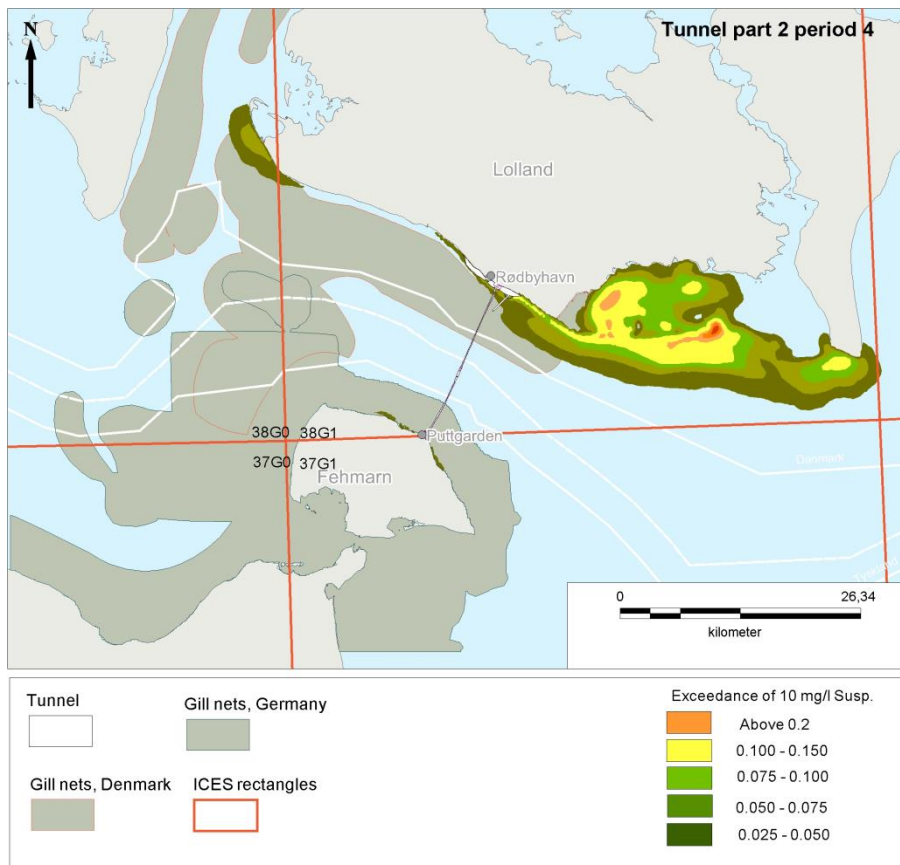 Tunnel part 2 period 4
N
Lolland
Rødbyhavn
38G0 38G1
Puttgarden
37G0 37G1
Fehmarn
Denmark
Tyskland
0 26,34
kilometer
Tunnel
Gill nets, Germany
Gill nets, Denmark
ICES rectangles
Exceedance of 10 mg/l Susp.
Above 0.2
0.100 - 0.150
0.075 - 0.100
0.050 - 0.075
0.025 - 0.050